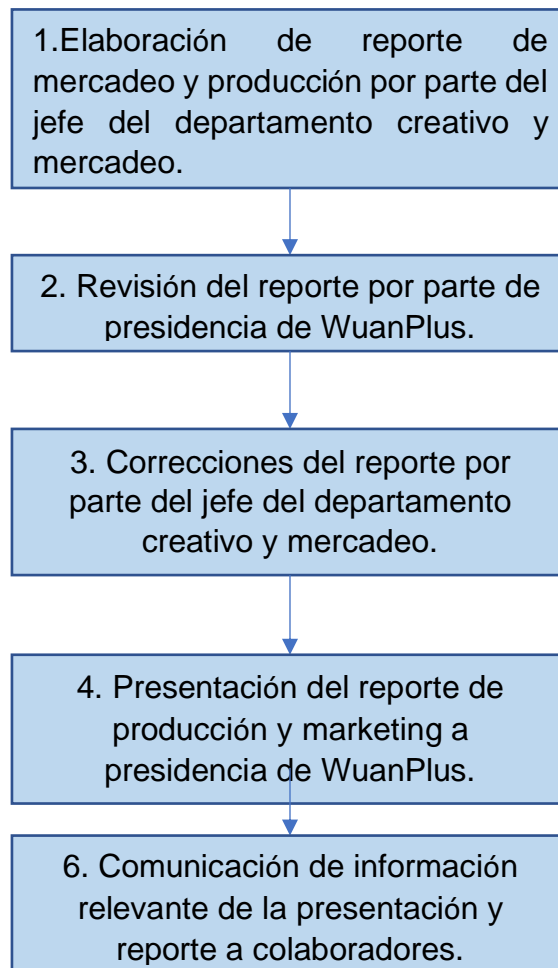 1.Elaboración de reporte de
mercadeo y producción por parte del
jefe del departamento creativo y
mercadeo.
2. Revisión del reporte por parte de
presidencia de WuanPlus.
3. Correcciones del reporte por
parte del jefe del departamento
creativo y mercadeo.
4. Presentación del reporte de
producción y marketing a
presidencia de WuanPlus.
6. Comunicación de información
relevante de la presentación y
reporte a colaboradores.